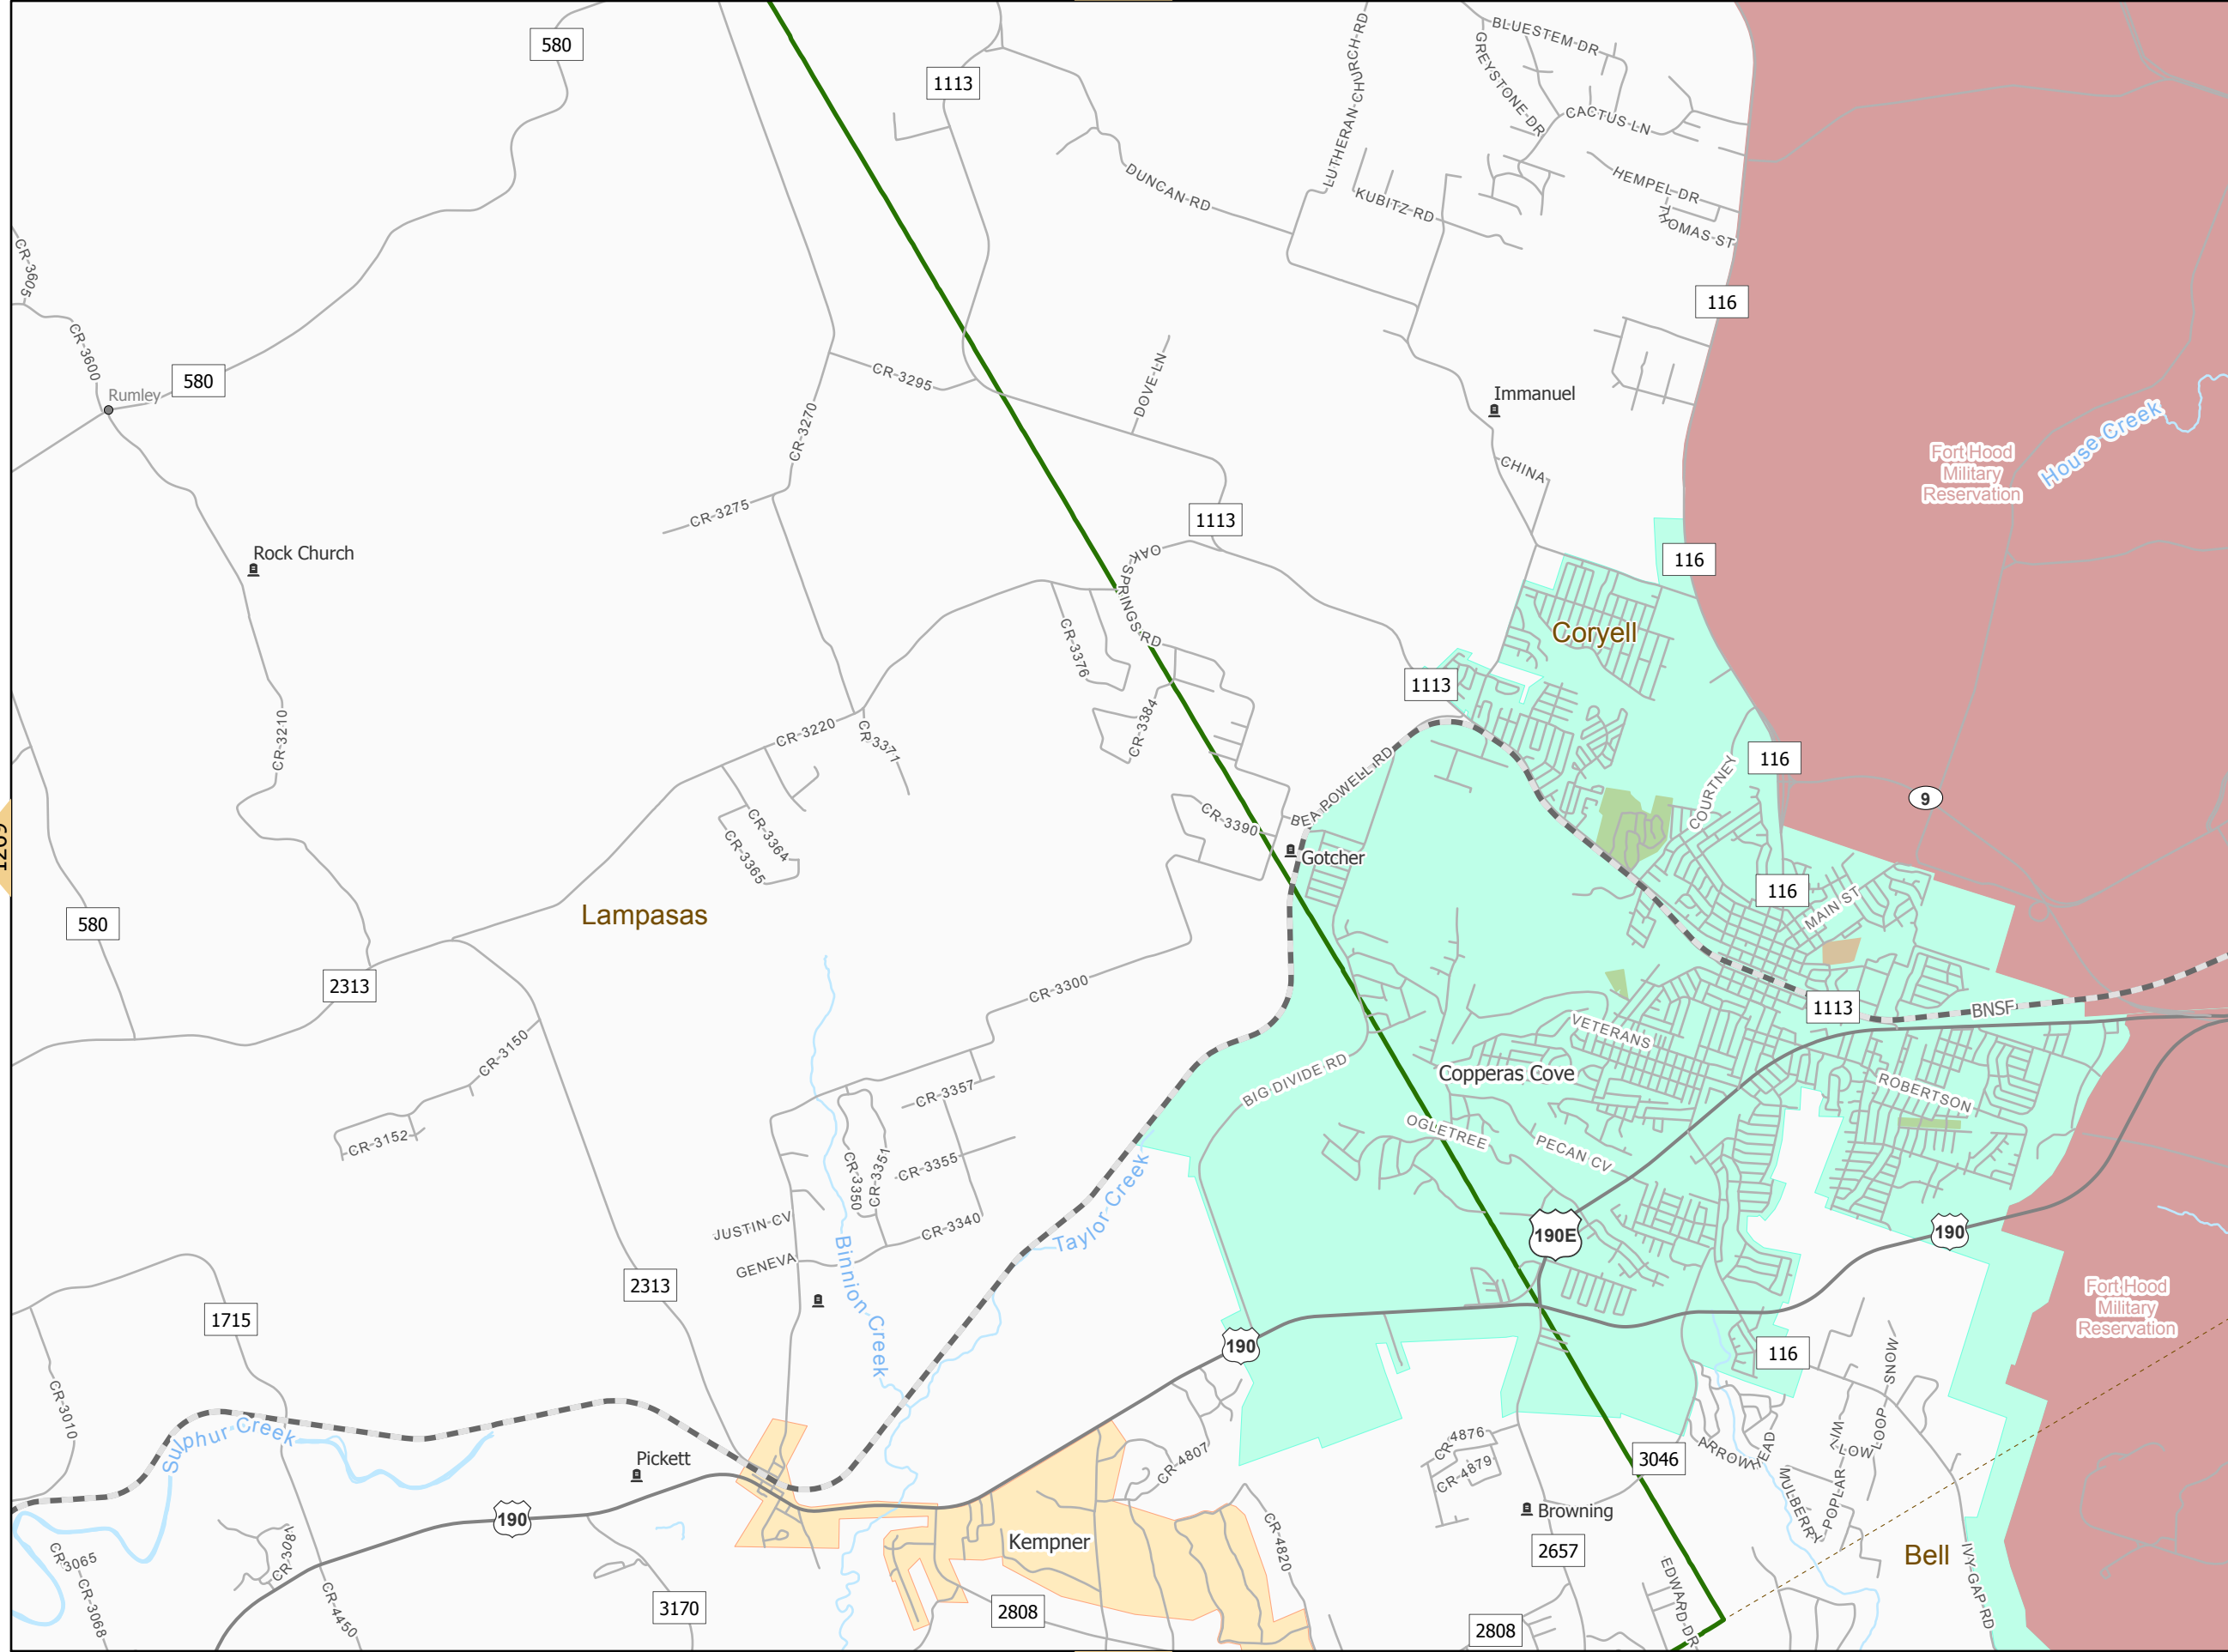 580
1113
LUTHERAN-CHURCH-RD
BLUESTEM-DR
GREYSTONE-DR
CACTUS-LN
DUNCAN-RD
KUBITZ-RD
HEMPEL-DR
THOMAS-ST
CR-3605
116
CR-3600
580
Rumley
CR-3295
DOVE-LN
CR-3270
Immanuel
CHINA
Fort Hood
Military
Reservation
House Creek
CR-3275
1113
OAK-SPRINGS-RD
116
Rock Church
CR-3376
Coryell
1113
CR-3384
CR-3210
CR-3220
CR-3371
BEA-POWELL-RD
COURTNEY
116
9
1209
CR-3364
CR-3365
CR-3390
Gotcher
116
MAIN ST
Lampasas
580
2313
CR-3300
1113
BNSF
VETERANS
CR-3150
CR-3357
BIG DIVIDE RD
Copperas Cove
ROBERTSON
CR-3152
CR-3350
CR-3351
CR-3355
OGLETREE
PECAN CV
JUSTIN-CV
CR-3340
Taylor-Creek
GENEVA
Binnion-Creek
190E
190
2313
1715
190
Fort Hood
Military
Reservation
116
CR-3010
SNOW
LOOP
WILLOW
Sulphur Creek
Pickett
CR-4807
CR-4876
CR-4879
3046
ARROWHEAD
MULBERRY
POPLAR
190
Kempner
CR-4820
Browning
2657
Bell
CR-3081
CR-3065
CR-3068
CR-4450
3170
2808
2808
EDWARD-DR
IVY-GAP-RD